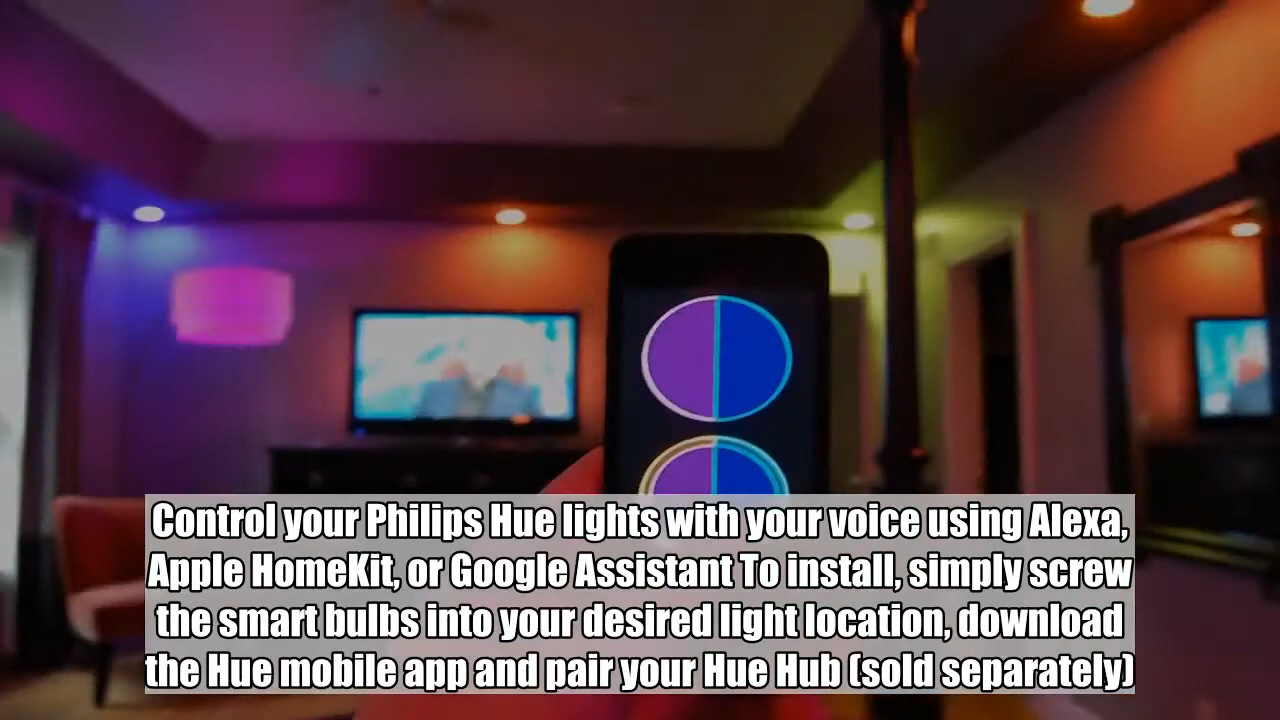 Control your Philips Hue lights with your voice using Alexa,
Apple HomeKit, or Google Assistant To install, simply screw
the smart bulbs into your desired light location, download
the Hue mobile app and pair your Hue Hub (sold separately)